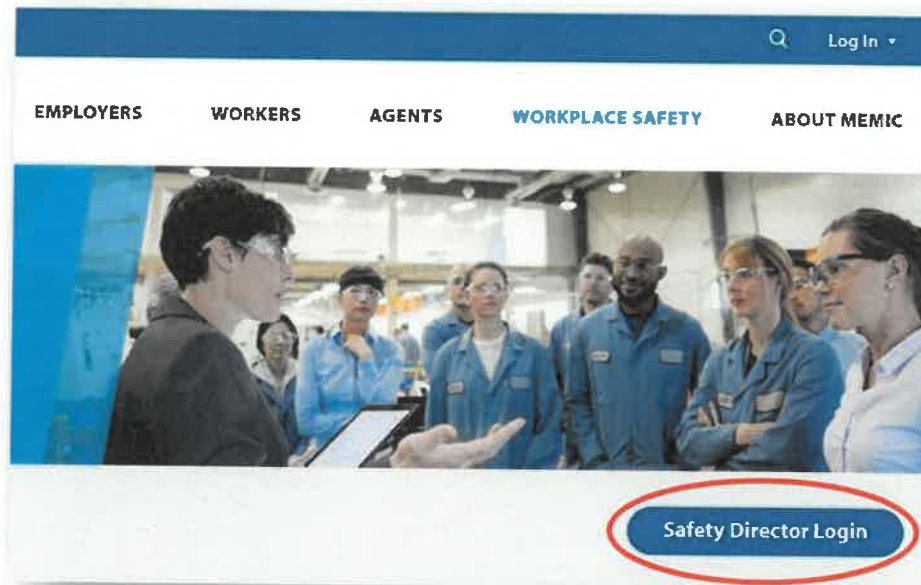 Log In
EMPLOYERS WORKERS AGENTS WORKPLACE SAFETY ABOUT MEMIC
Safety Director Login